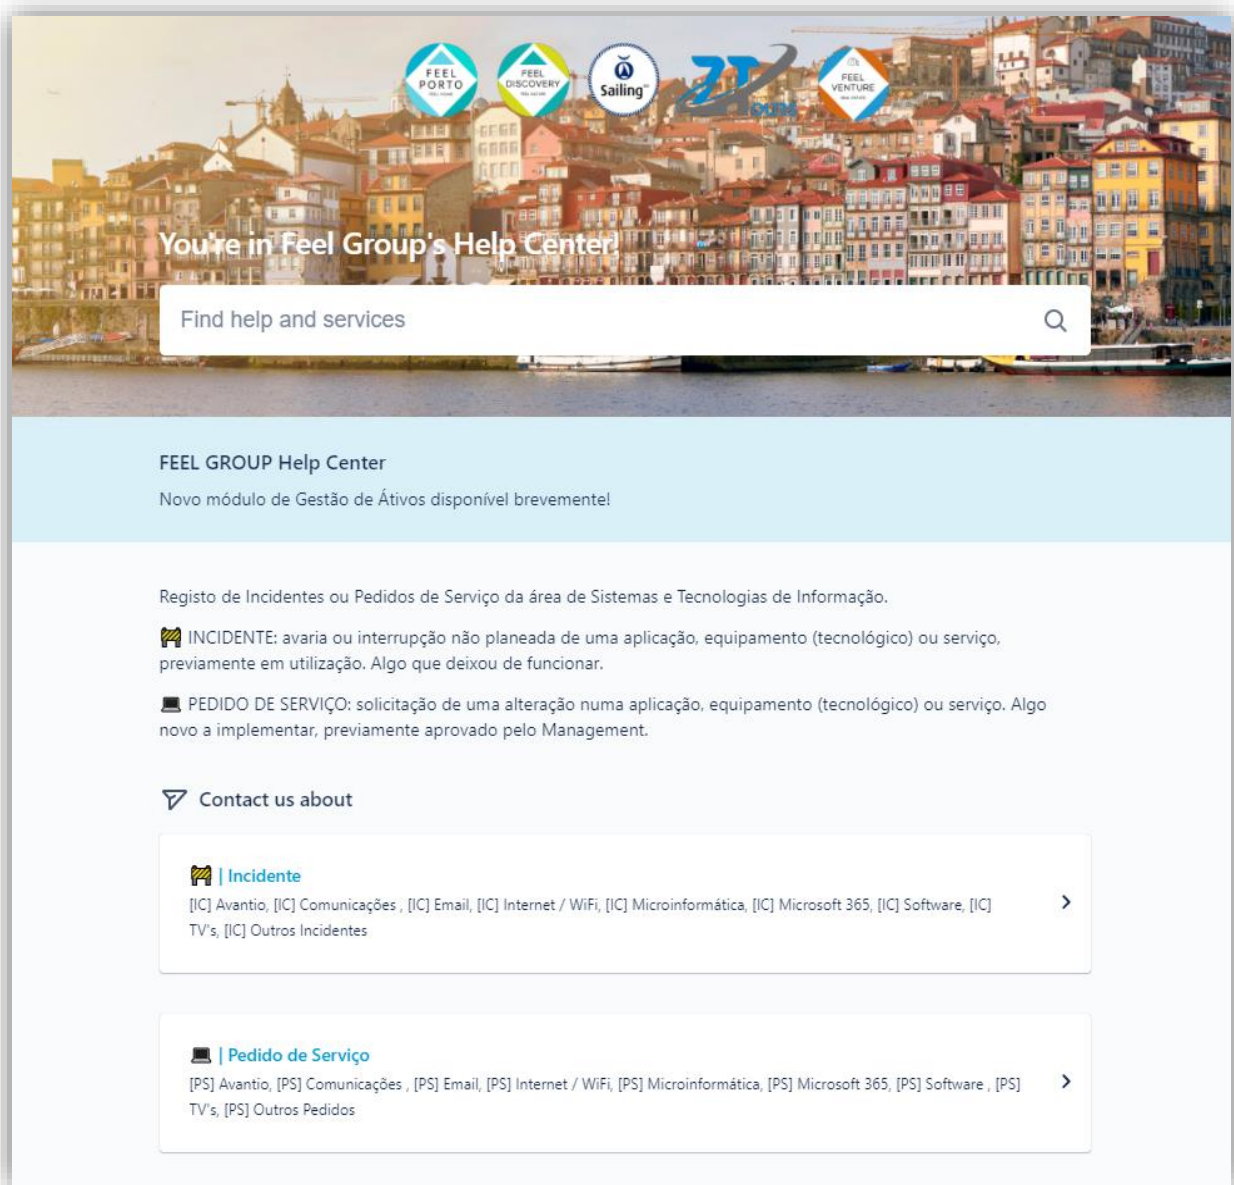 FEEL
PORTO
FEEL
DISCOVERY
Sailing
ZT
FEEL
VENTURE
REAL ESTATE
You're in Feel Group's Help Center!
Find help and services
FEEL GROUP Help Center
Novo módulo de Gestão de Átivos disponível brevemente!
Registo de Incidentes ou Pedidos de Serviço da área de Sistemas e Tecnologias de Informação.
🚧 INCIDENTE: avaria ou interrupção não planeada de uma aplicação, equipamento (tecnológico) ou serviço,
previamente em utilização. Algo que deixou de funcionar.
💻 PEDIDO DE SERVIÇO: solicitação de uma alteração numa aplicação, equipamento (tecnológico) ou serviço. Algo
novo a implementar, previamente aprovado pelo Management.
Contact us about
🚧 | Incidente
[IC] Avantio, [IC] Comunicações , [IC] Email, [IC] Internet / WiFi, [IC] Microinformática, [IC] Microsoft 365, [IC] Software, [IC]
TV's, [IC] Outros Incidentes
💻 | Pedido de Serviço
[PS] Avantio, [PS] Comunicações , [PS] Email, [PS] Internet / WiFi, [PS] Microinformática, [PS] Microsoft 365, [PS] Software , [PS]
TV's, [PS] Outros Pedidos